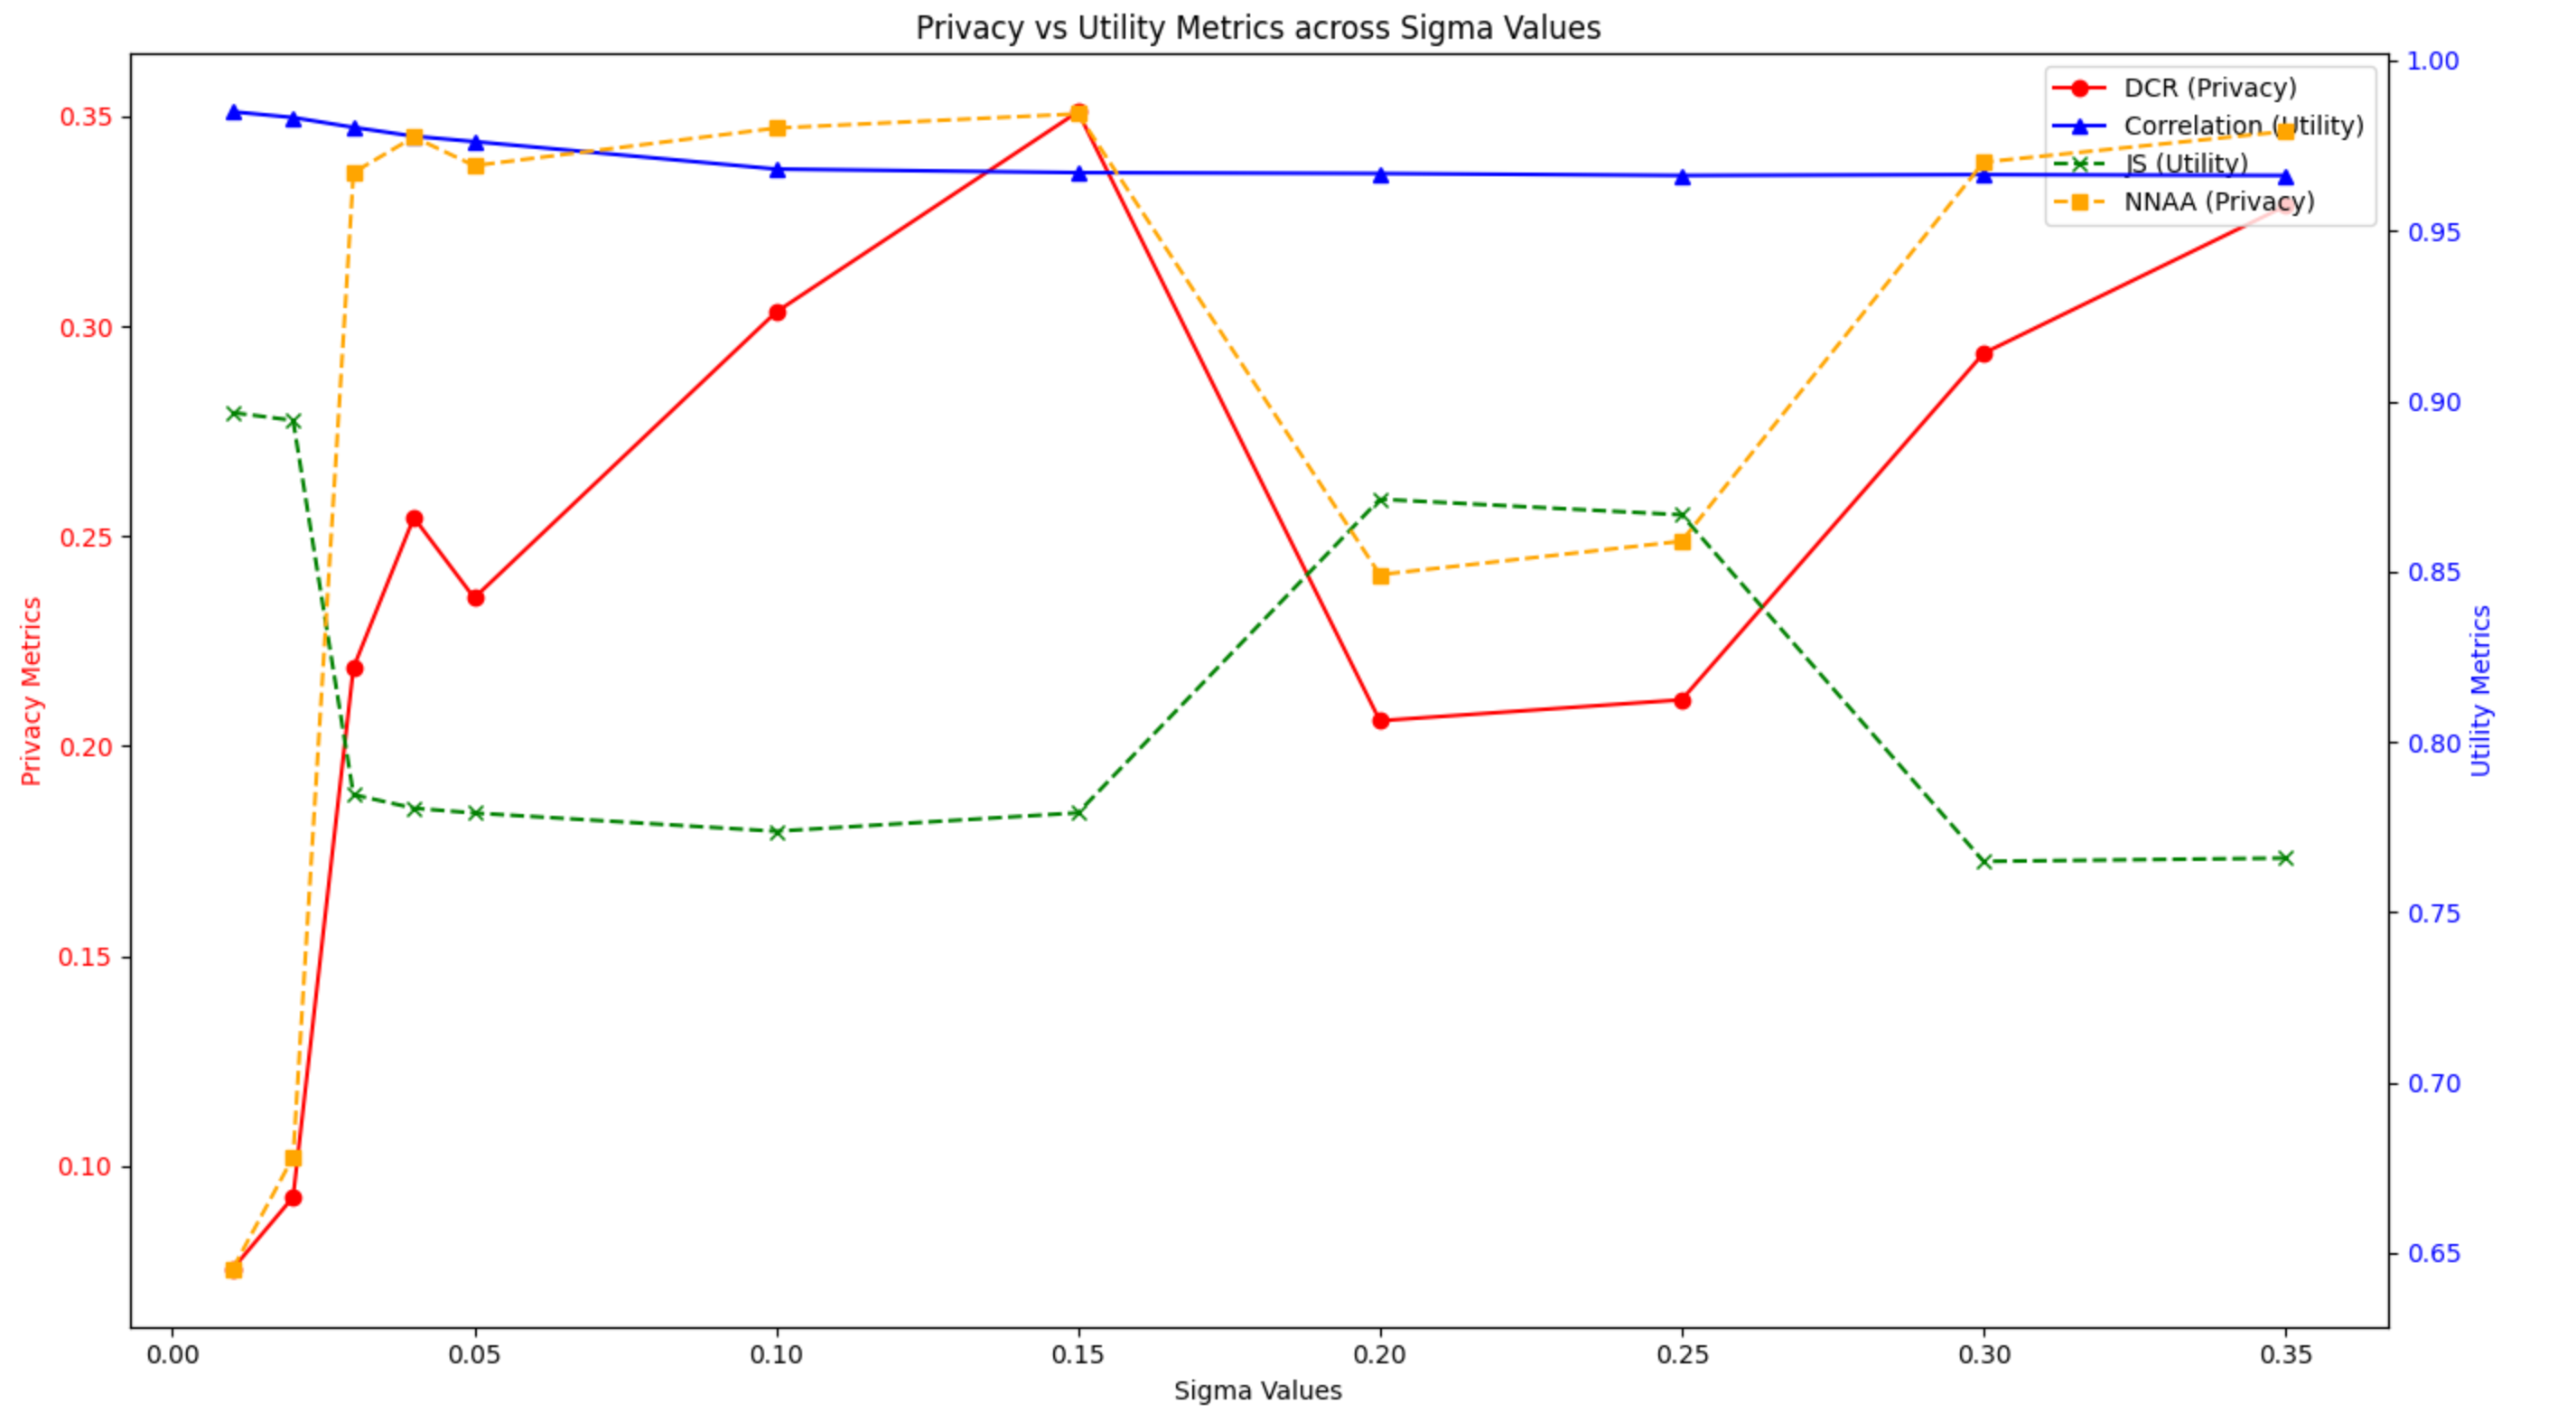 Privacy vs Utility Metrics across Sigma Values
DCR (Privacy)
Correlation (Utility)
JS (Utility)
NNAA (Privacy)
Privacy Metrics
0.35
0.30
0.25
0.20
0.15
0.10
Utility Metrics
1.00
0.95
0.90
0.85
0.80
0.75
0.70
0.65
0.00 0.05 0.10 0.15 0.20 0.25 0.30 0.35
Sigma Values